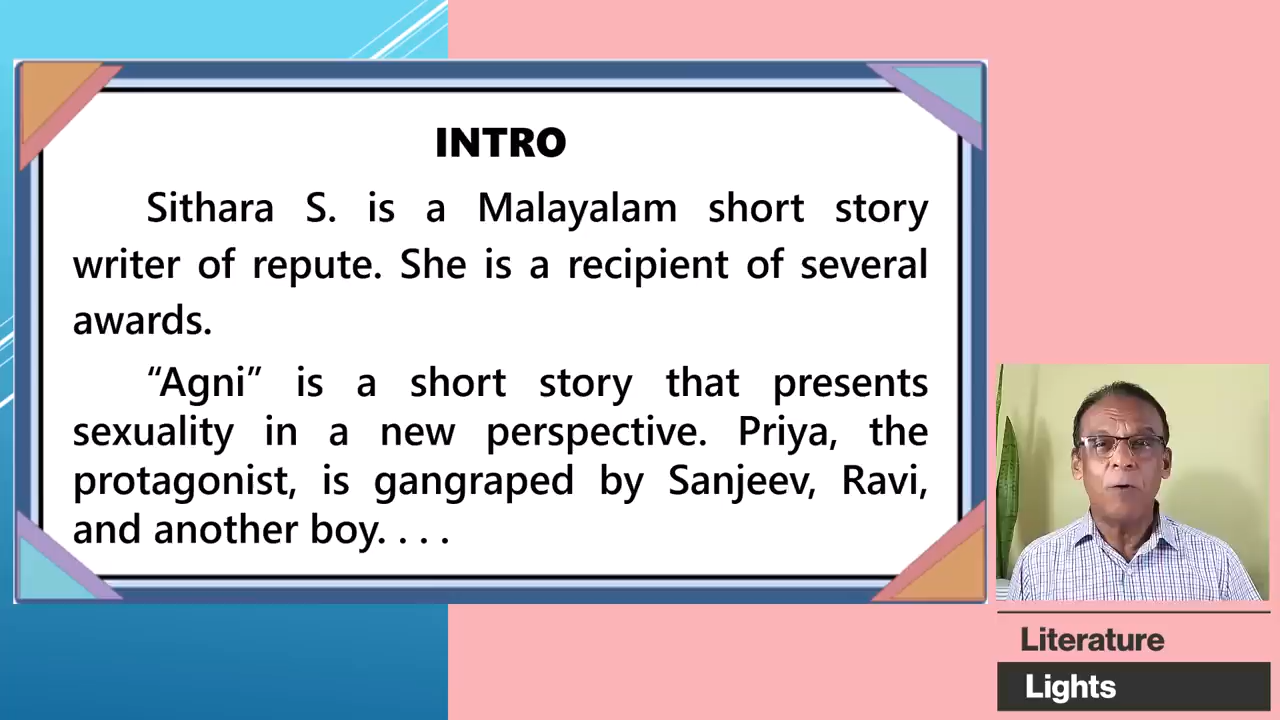 INTRO
Sithara S. is a Malayalam short story
writer of repute. She is a recipient of several
awards.
“Agni” is a short story that presents
sexuality in a new perspective. Priya, the
protagonist, is gangraped by Sanjeev, Ravi,
and another boy. . . .
Literature
Lights